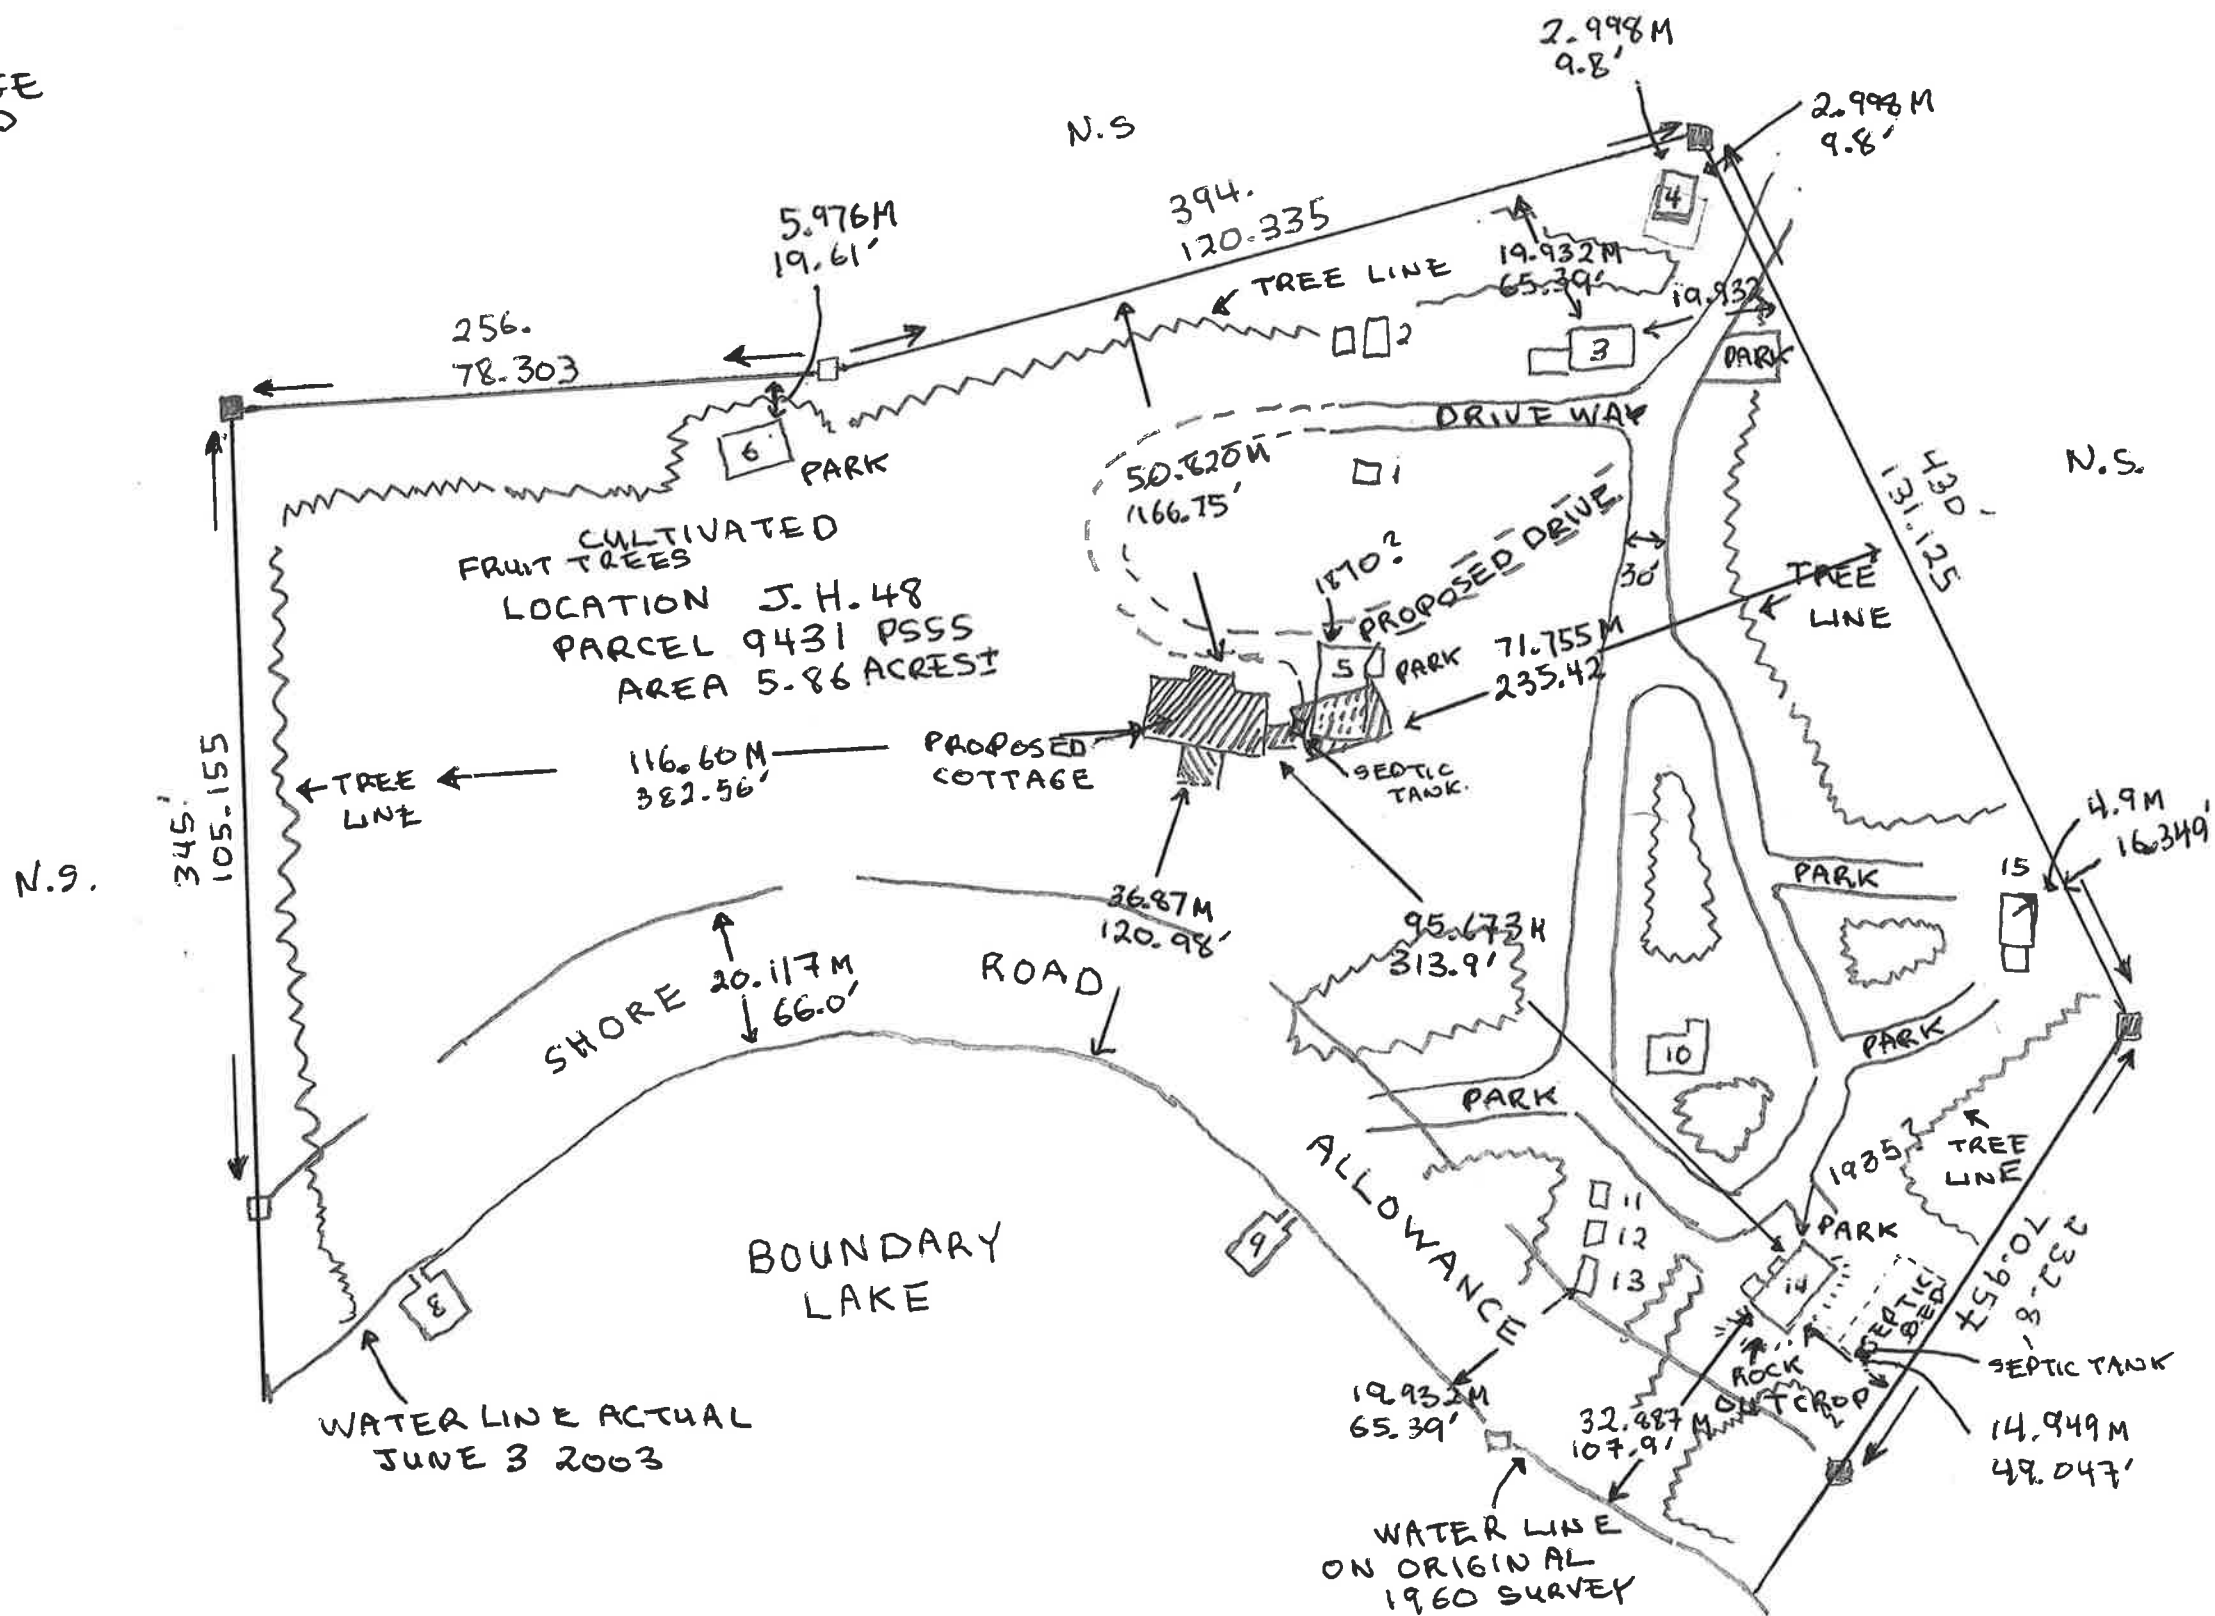 2.998M
9.8'
2.998M
9.8'
N.S
394.
120.335
5.976M
19.61'
TREE LINE
19.932M
65.39'
19.932
256.
78.303
2
3
4
PARK
DRIVE WAY
6
PARK
50.820M
166.75'
1
N.S.
430-
131.125
CULTIVATED
FRUIT TREES
LOCATION J.H.48
PARCEL 9431 PSSS
AREA 5.86 ACRES±
1870?
PROPOSED DRIVE
30'
TREE
LINE
5
PARK
71.755M
235.42
116.60M
382.56'
PROPOSED
COTTAGE
SEPTIC
TANK.
TREE
LINE
345.'
105.155
N.S.
4.9M
16.349'
15
PARK
36.87M
120.98'
95.673M
313.9'
SHORE
20.117M
66.0'
ROAD
10
PARK
PARK
ALLOWANCE
1935?
TREE
LINE
11
12
13
14
PARK
232-8-
70.957
BOUNDARY
LAKE
8
9
SEPTIC
BED
ROCK
OUTCROP
SEPTIC TANK
19.932M
65.39'
32.887M
107.9'
14.949M
49.047'
WATER LINE ACTUAL
JUNE 3 2003
WATER LINE
ON ORIGINAL
1960 SURVEY